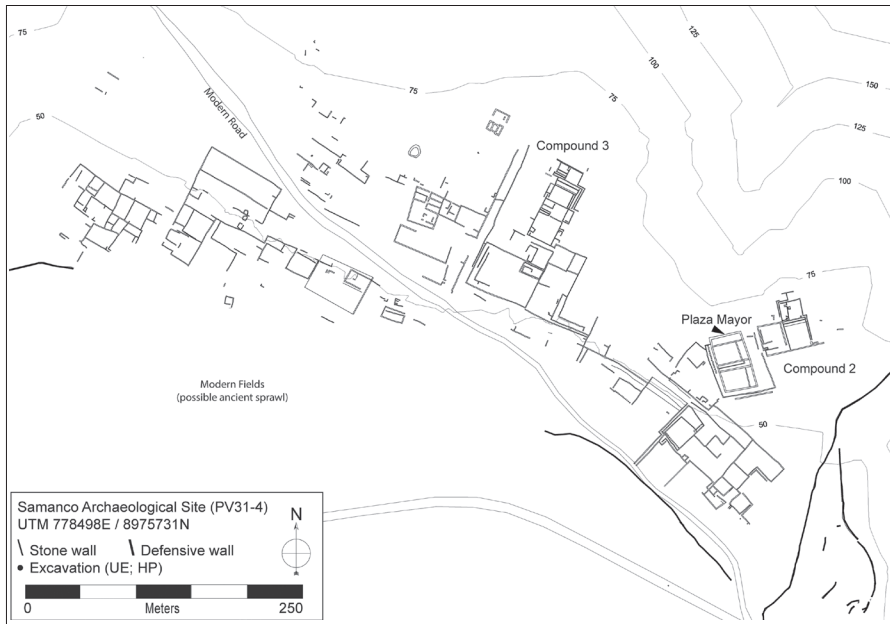 75
50
Modern Road
75
75
100
125
125
150
125
100
Compound 3
75
Plaza Mayor
Compound 2
50
Modern Fields
(possible ancient sprawl)
Samanco Archaeological Site (PV31-4)
UTM 778498E / 8975731N
\ Stone wall \ Defensive wall
• Excavation (UE; HP)
N
0 Meters 250